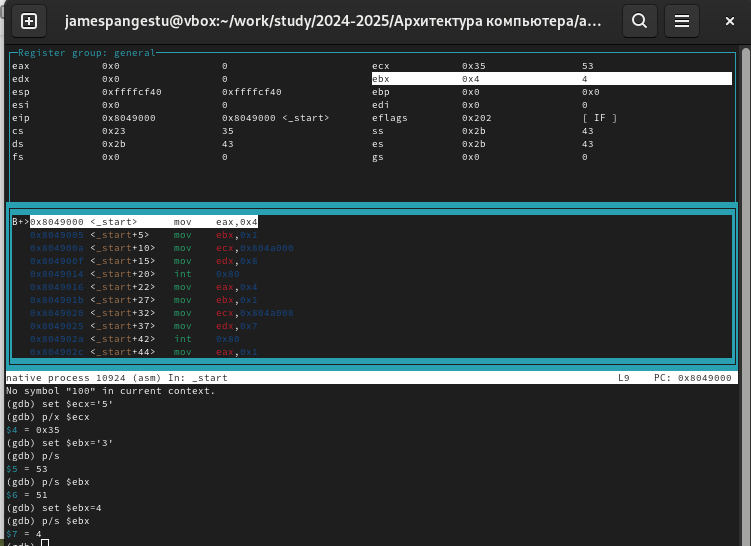 jamespangestu@vbox:~/work/study/2024-2025/Архитектура компьютера/a...
Register group: general
eax 0x0 0 ecx 0x35 53
edx 0x0 0 ebx 0x4 4
esp 0xffffcf40 0xffffcf40 ebp 0x0 0x0
esi 0x0 0 edi 0x0 0
eip 0x8049000 0x8049000 <_start> eflags 0x202 [ IF ]
cs 0x23 35 ss 0x2b 43
ds 0x2b 43 es 0x2b 43
fs 0x0 0 gs 0x0 0
B+>0x8049000 <_start> mov eax,0x4
0x8049005 <_start+5> mov ebx,0x1
0x804900a <_start+10> mov ecx,0x804a000
0x804900f <_start+15> mov edx,0x8
0x8049014 <_start+20> int 0x80
0x8049016 <_start+22> mov eax,0x4
0x804901b <_start+27> mov ebx,0x1
0x8049020 <_start+32> mov ecx,0x804a008
0x8049025 <_start+37> mov edx,0x7
0x804902a <_start+42> int 0x80
0x804902c <_start+44> mov eax,0x1
native process 10924 (asm) In: _start L9 PC: 0x8049000
No symbol "100" in current context.
(gdb) set $ecx='5'
(gdb) p/x $ecx
$4 = 0x35
(gdb) set $ebx='3'
(gdb) p/s
$5 = 53
(gdb) p/s $ebx
$6 = 51
(gdb) set $ebx=4
(gdb) p/s $ebx
$7 = 4
(gdb)